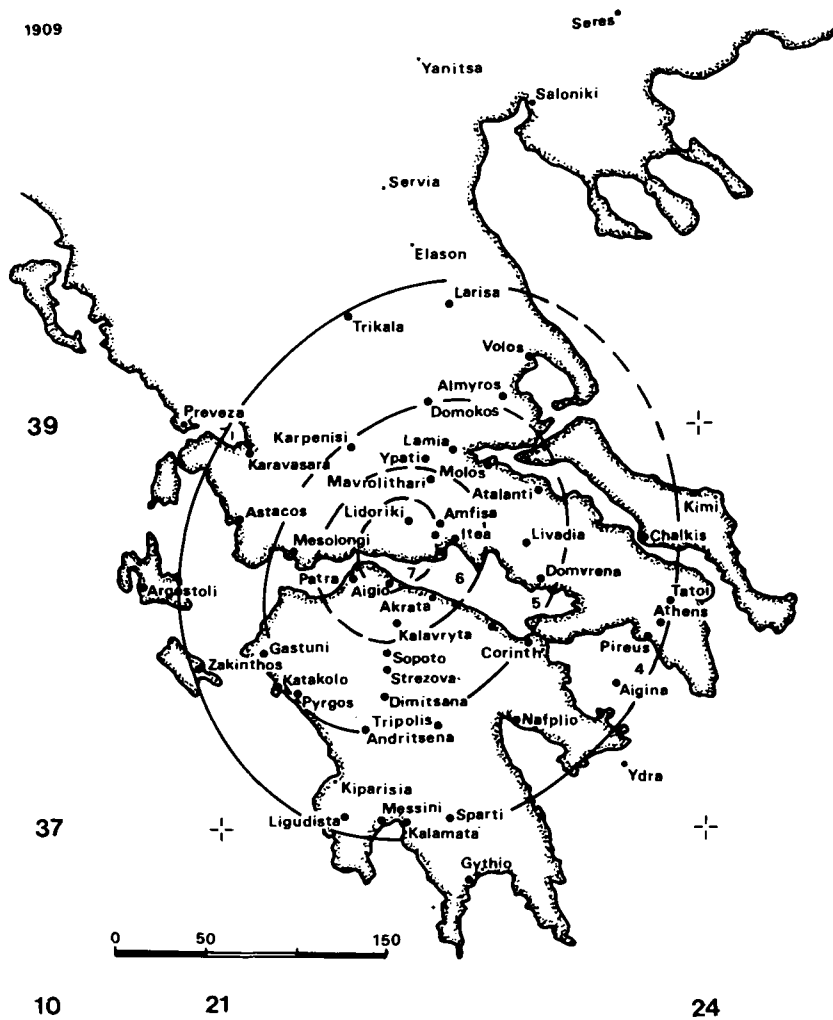 1909
Seres
Yanitsa
Saloniki
Servia
Elason
Larisa
Trikala
Volos
Almyros
Domokos
Preveza
39
Karpenisi
Lamia
Karavasara
Ypati
Molos
Mavrolithari
Atalanti
Kimi
Astacos
Lidoriki
Amfisa
Itea
Livadia
Chalkis
Mesolongi
7
6
Domvrena
Patra
Aigio
5
Tatoi
Argostoli
Akrata
Athens
Kalavryta
Pireus
Gastuni
Corinth
Zakinthos
Sopoto
4
Katakolo
Strezova
Aigina
Pyrgos
Dimitsana
Tripolis
Nafplio
Andritsena
Ydra
Kiparisia
Messini
Ligudista
Sparti
37
Kalamata
Gythio
0 50 150
10 21 24